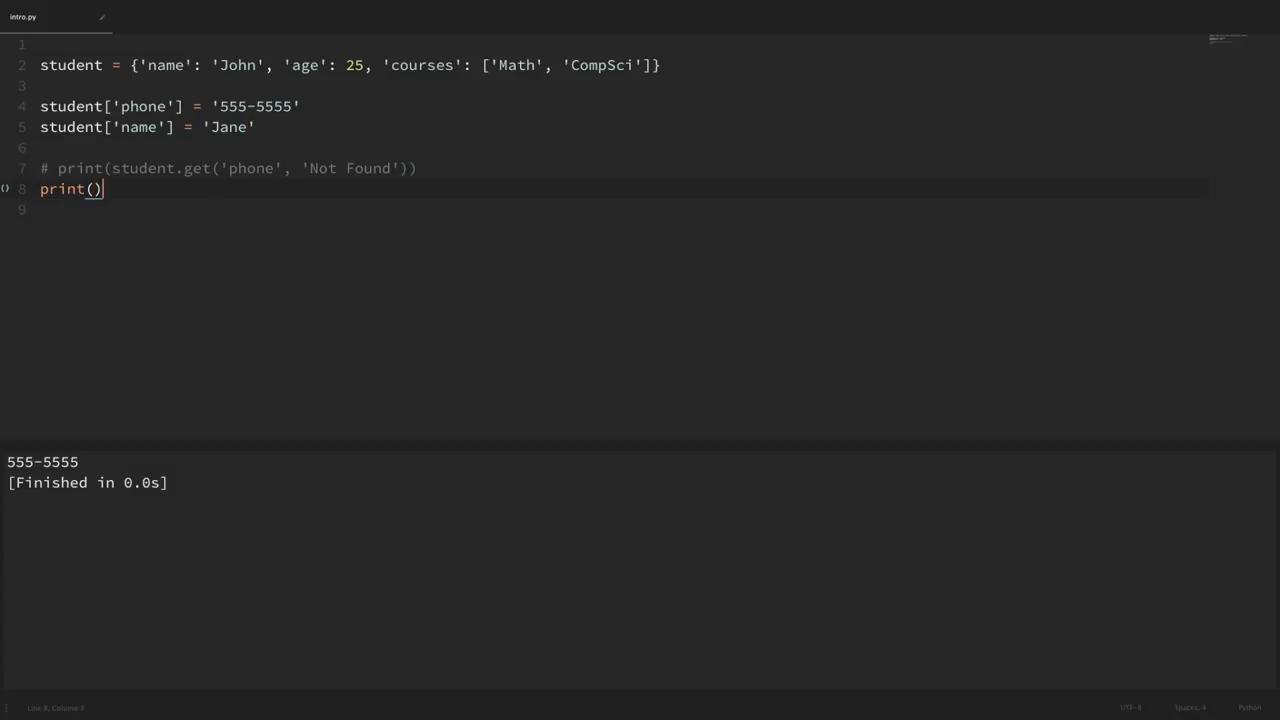 intro.py
1
2 student = {'name': 'John', 'age': 25, 'courses': ['Math', 'CompSci']}
3
4 student['phone'] = '555-5555'
5 student['name'] = 'Jane'
6
7 # print(student.get('phone', 'Not Found'))
() 8 print()
9
555-5555
[Finished in 0.0s]
Line 8, Column 8 UTF-8 Spaces: 4 Python